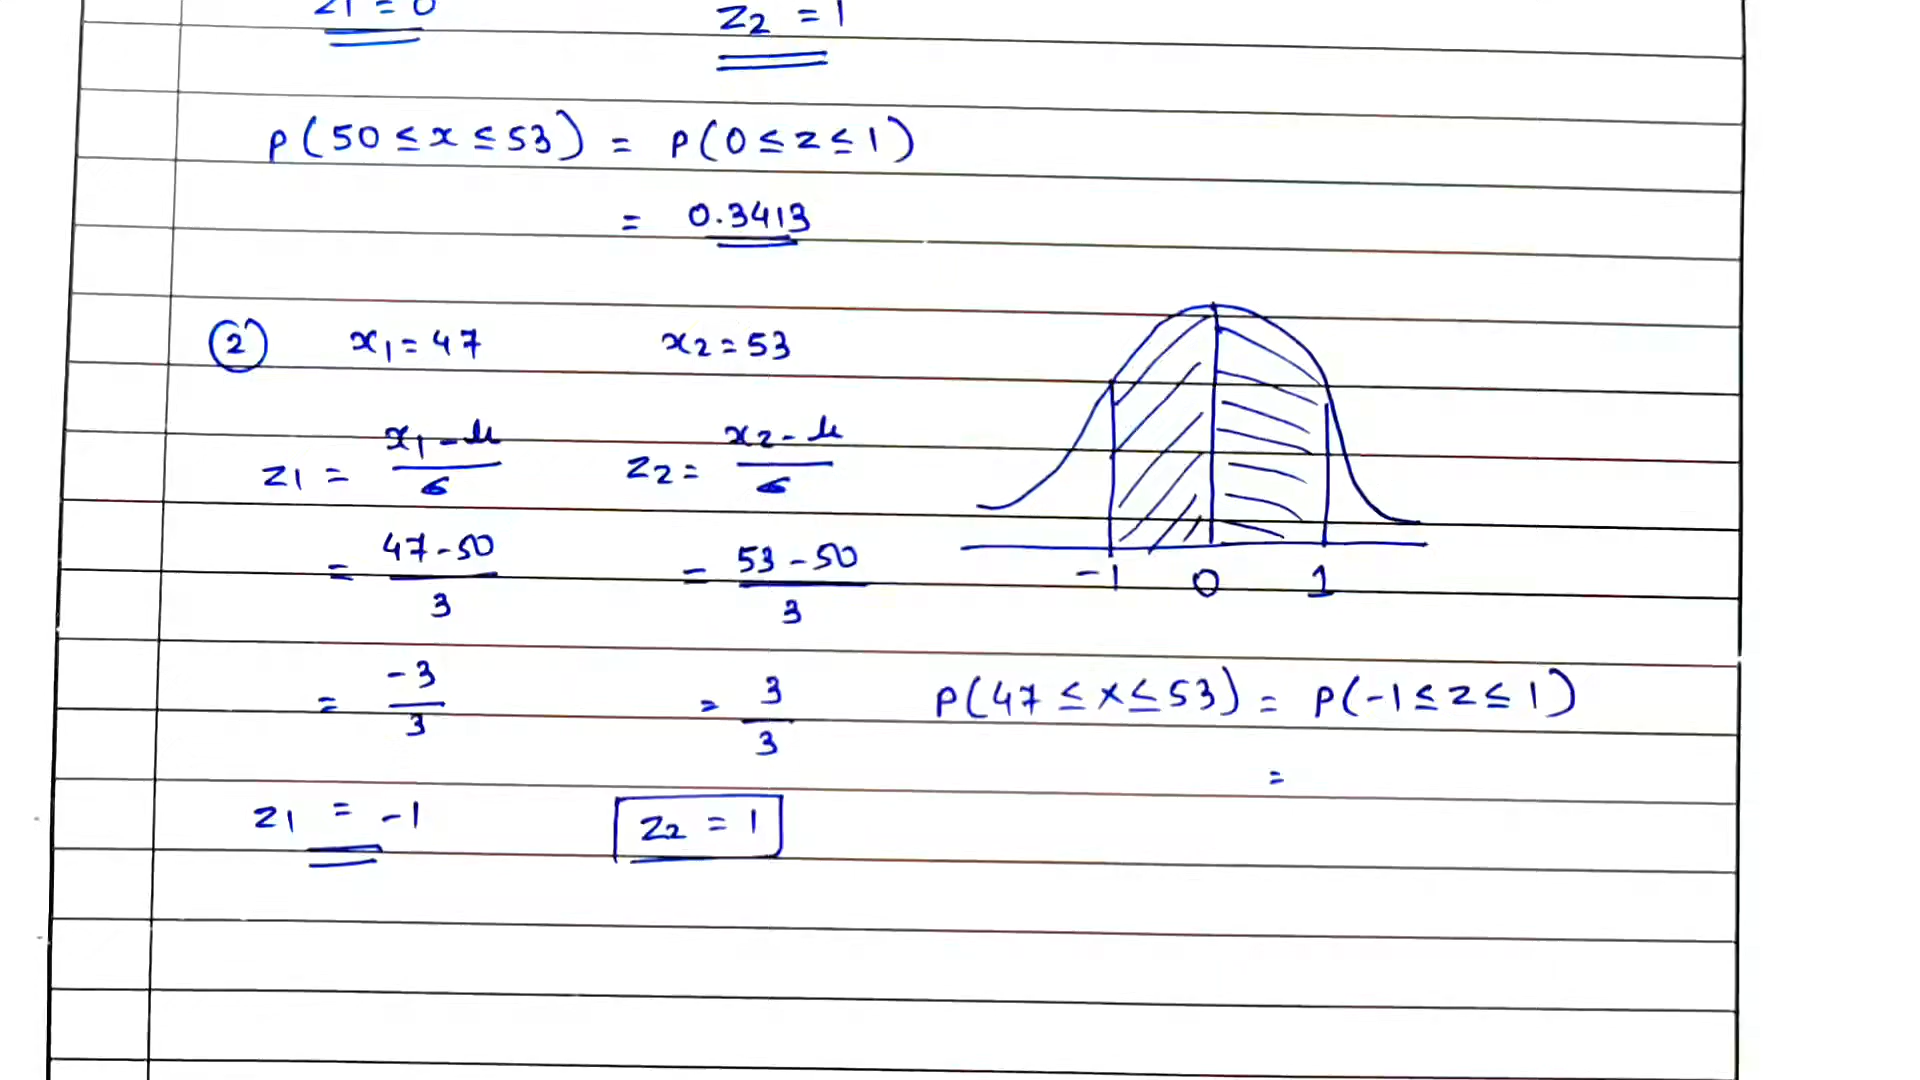 z1 = 0 z2 = 1
P(50 ≤ x ≤ 53) = P(0 ≤ z ≤ 1)
= 0.3413
② x1 = 47 x2 = 53
z1 = (x1 - μ)/σ z2 = (x2 - μ)/σ
= (47 - 50)/3 = (53 - 50)/3
-1 0 1
= -3/3 = 3/3 P(47 ≤ x ≤ 53) = P(-1 ≤ z ≤ 1)
=
z1 = -1 z2 = 1